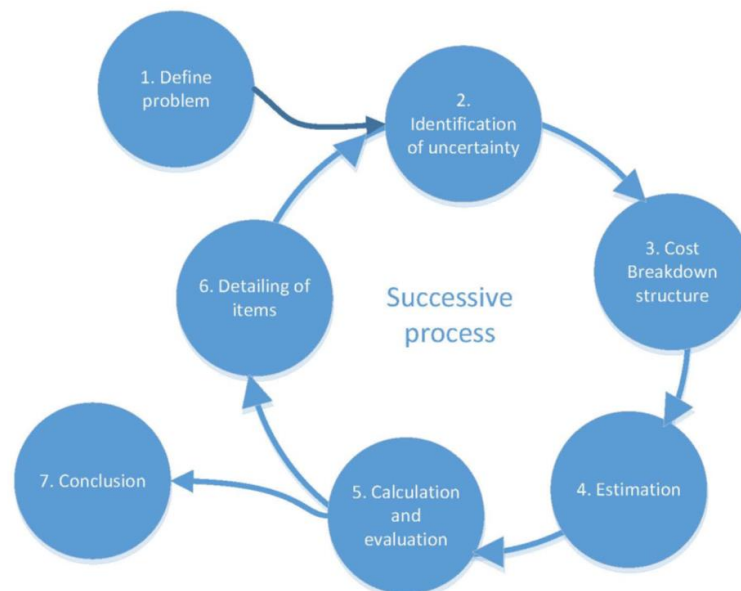 1. Define
problem
2.
Identification
of uncertainty
3. Cost
Breakdown
structure
4. Estimation
5. Calculation
and
evaluation
6. Detailing of
items
7. Conclusion
Successive
process